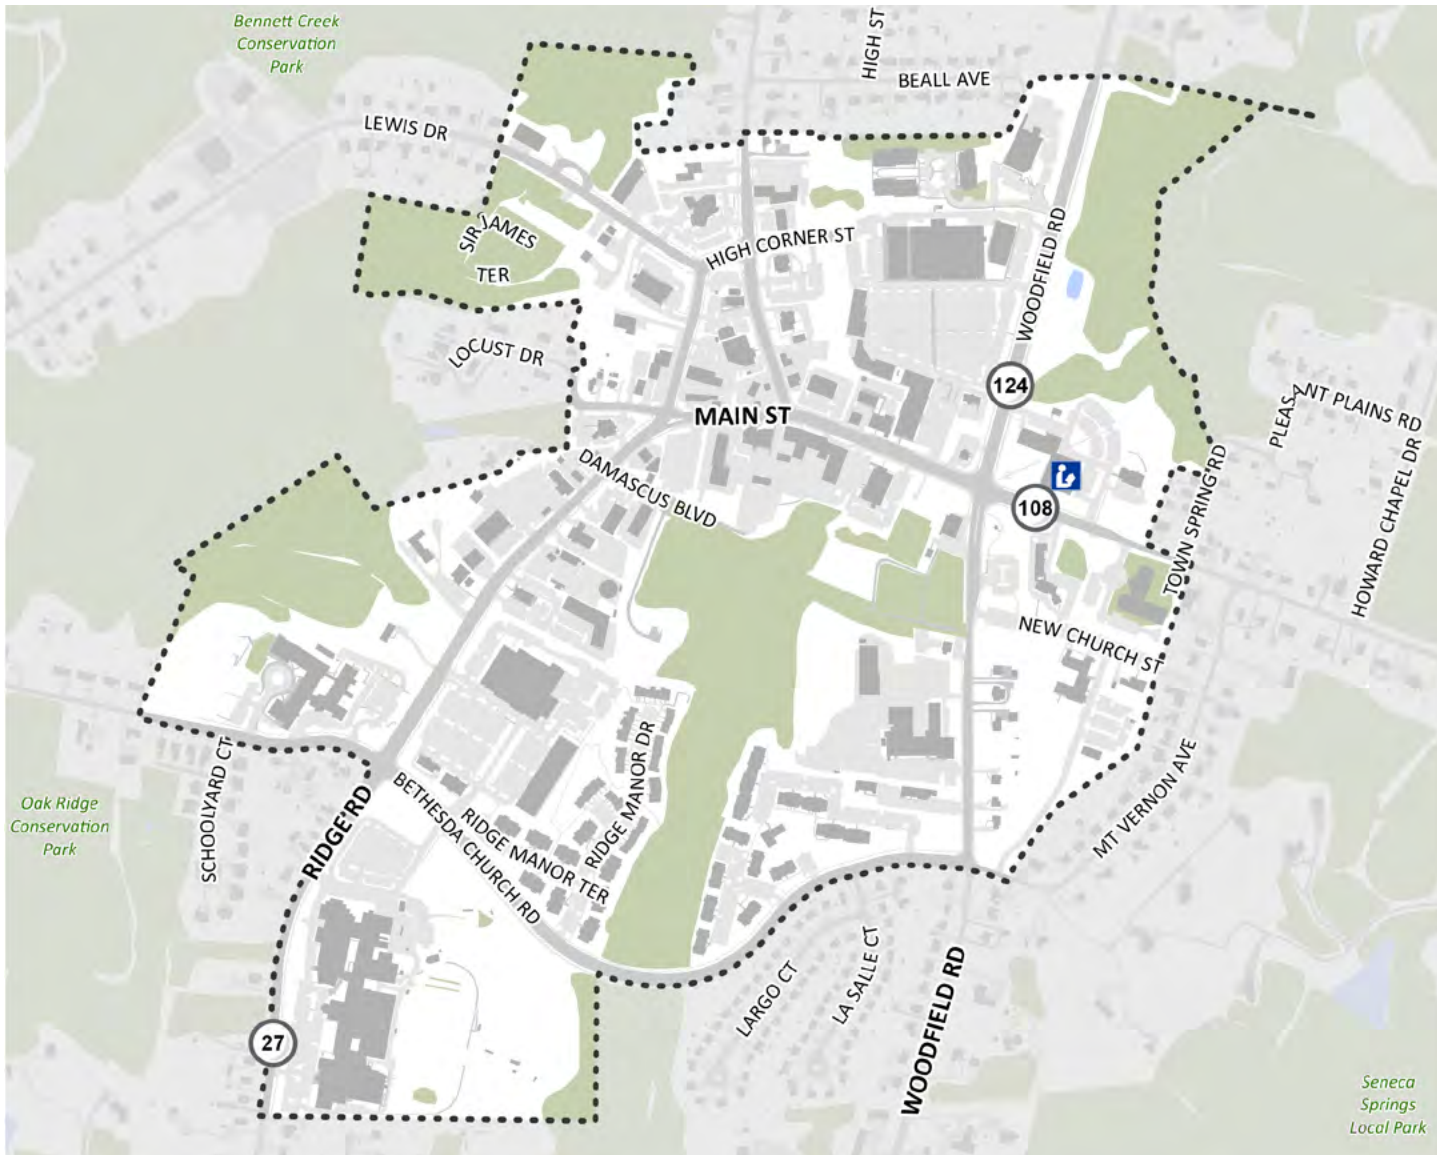 Bennett Creek
Conservation
Park
HIGH ST
BEALL AVE
LEWIS DR
SIR JAMES
TER
HIGH CORNER ST
WOODFIELD RD
LOCUST DR
124
MAIN ST
PLEASANT PLAINS RD
DAMASCUS BLVD
108
TOWN SPRING RD
HOWARD CHAPEL DR
NEW CHURCH ST
SCHOOLYARD CT
RIDGE RD
BETHESDA CHURCH RD
RIDGE MANOR TER
RIDGE MANOR DR
MT VERNON AVE
Oak Ridge
Conservation
Park
LARGO CT
LA SALLE CT
WOODFIELD RD
27
Seneca
Springs
Local Park